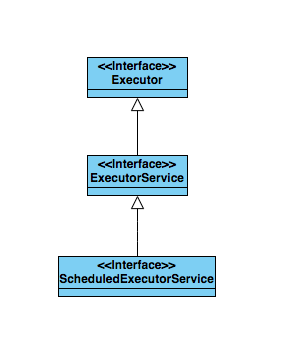 <<Interface>>
Executor
<<Interface>>
ExecutorService
<<Interface>>
ScheduledExecutorService